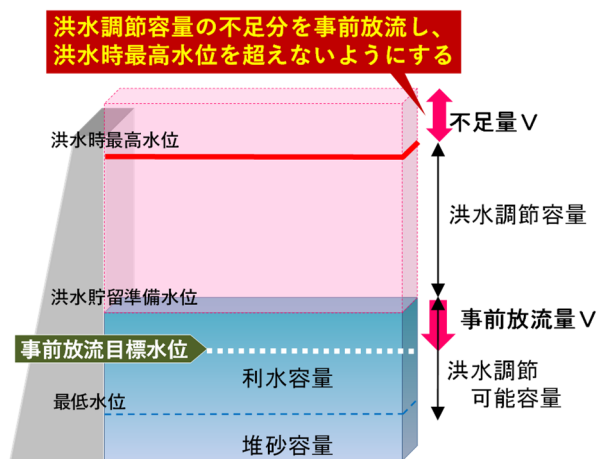 洪水調節容量の不足分を事前放流し、
洪水時最高水位を超えないようにする
不足量V
洪水時最高水位
洪水調節容量
洪水貯留準備水位
事前放流量V
事前放流目標水位
利水容量
洪水調節
可能容量
最低水位
堆砂容量